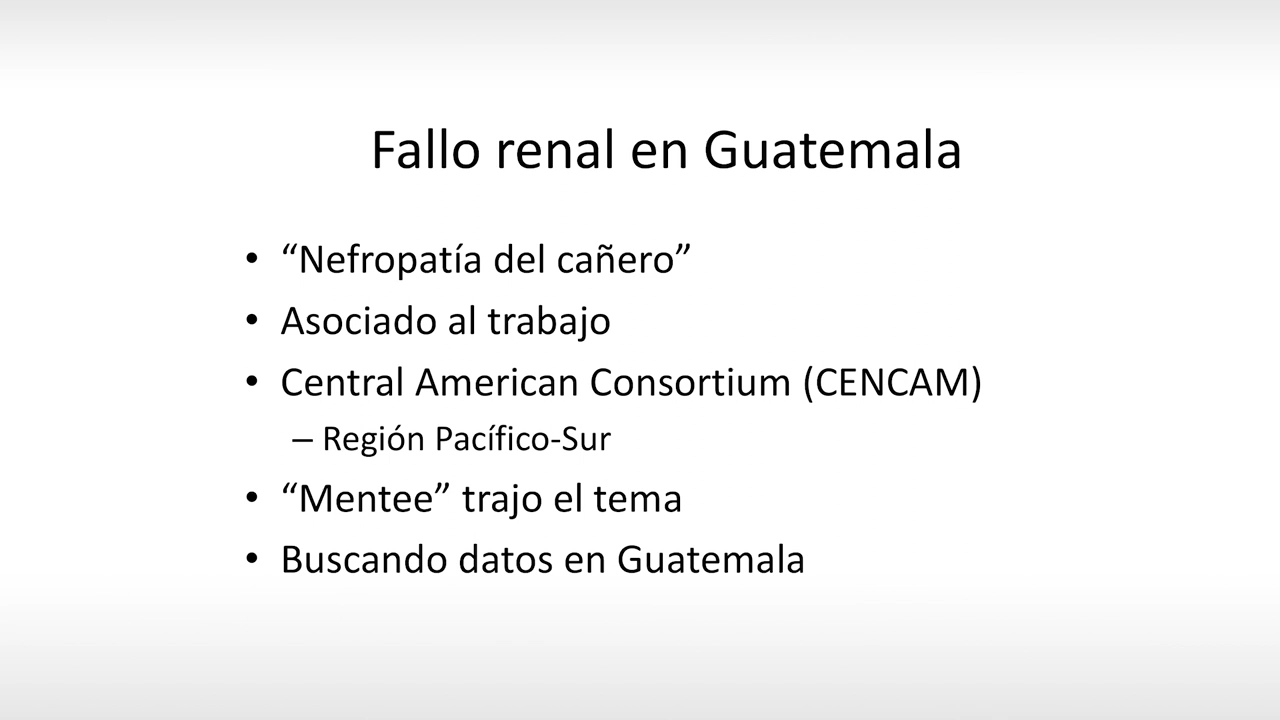 Fallo renal en Guatemala
• “Nefropatía del cañero”
• Asociado al trabajo
• Central American Consortium (CENCAM)
– Región Pacífico-Sur
• “Mentee” trajo el tema
• Buscando datos en Guatemala